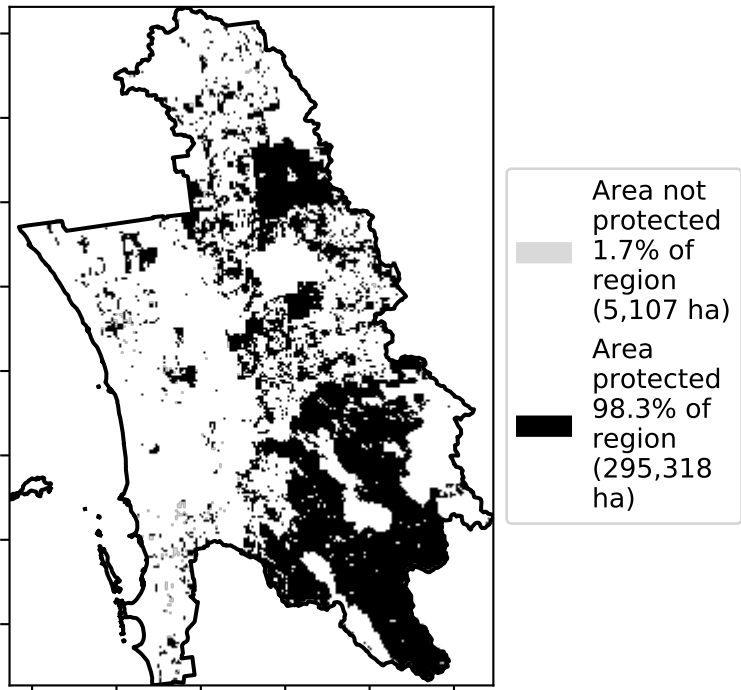 Area not
protected
1.7% of
region
(5,107 ha)
Area
protected
98.3% of
region
(295,318
ha)